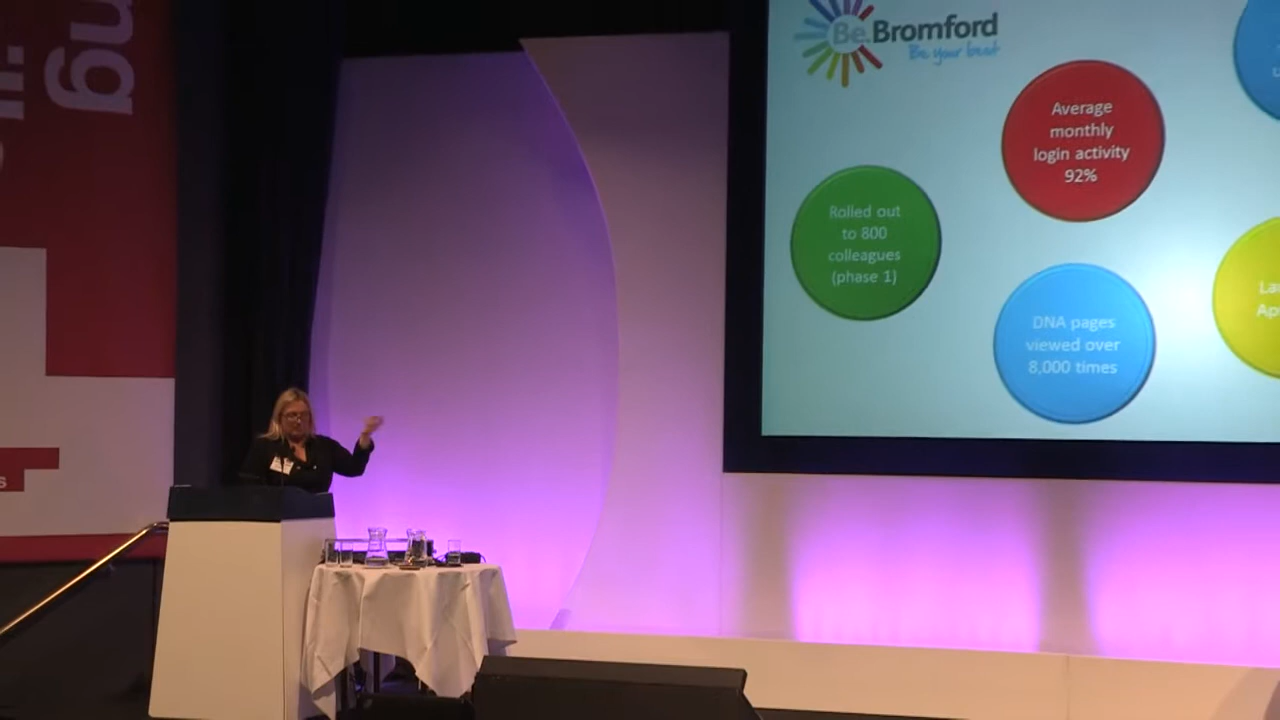 ng
Be.Bromford
Be your best
Average
monthly
login activity
92%
Rolled out
to 800
colleagues
(phase 1)
DNA pages
viewed over
8,000 times